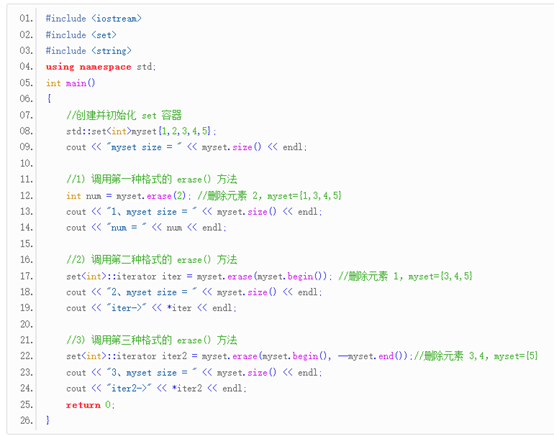 01. #include <iostream>
02. #include <set>
03. #include <string>
04. using namespace std;
05. int main()
06. {
07. //创建并初始化 set 容器
08. std::set<int>myset{1,2,3,4,5};
09. cout << "myset size = " << myset.size() << endl;
10.
11. //1) 调用第一种格式的 erase() 方法
12. int num = myset.erase(2); //删除元素 2，myset={1,3,4,5}
13. cout << "1、myset size = " << myset.size() << endl;
14. cout << "num = " << num << endl;
15.
16. //2) 调用第二种格式的 erase() 方法
17. set<int>::iterator iter = myset.erase(myset.begin()); //删除元素 1，myset={3,4,5}
18. cout << "2、myset size = " << myset.size() << endl;
19. cout << "iter->" << *iter << endl;
20.
21. //3) 调用第三种格式的 erase() 方法
22. set<int>::iterator iter2 = myset.erase(myset.begin(), --myset.end());//删除元素 3,4，myset={5}
23. cout << "3、myset size = " << myset.size() << endl;
24. cout << "iter2->" << *iter2 << endl;
25. return 0;
26. }